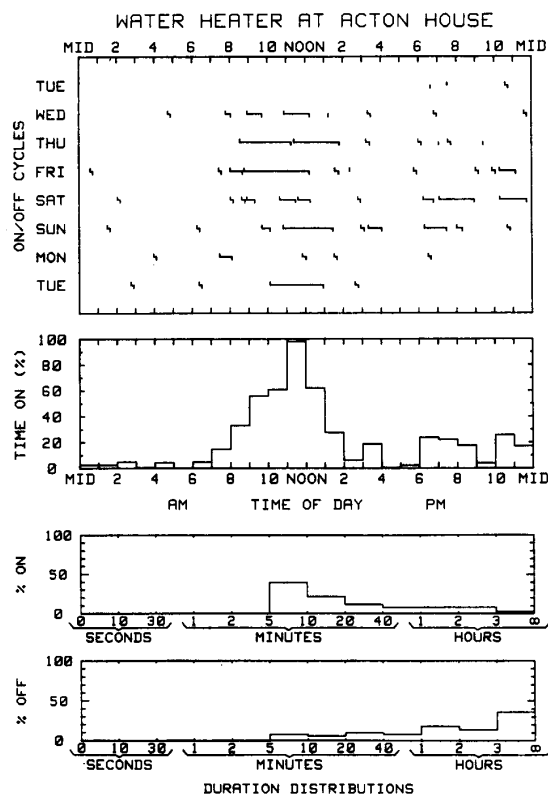 WATER HEATER AT ACTON HOUSE
MID 2 4 6 8 10 NOON 2 4 6 8 10 MID
ON/OFF CYCLES
TUE
WED
THU
FRI
SAT
SUN
MON
TUE
TIME ON (%)
100
80
60
40
20
0
MID 2 4 6 8 10 NOON 2 4 6 8 10 MID
AM TIME OF DAY PM
% ON
100
50
0
0 10 30 1 2 5 10 20 40 1 2 3 ∞
SECONDS MINUTES HOURS
% OFF
100
50
0
0 10 30 1 2 5 10 20 40 1 2 3 ∞
SECONDS MINUTES HOURS
DURATION DISTRIBUTIONS